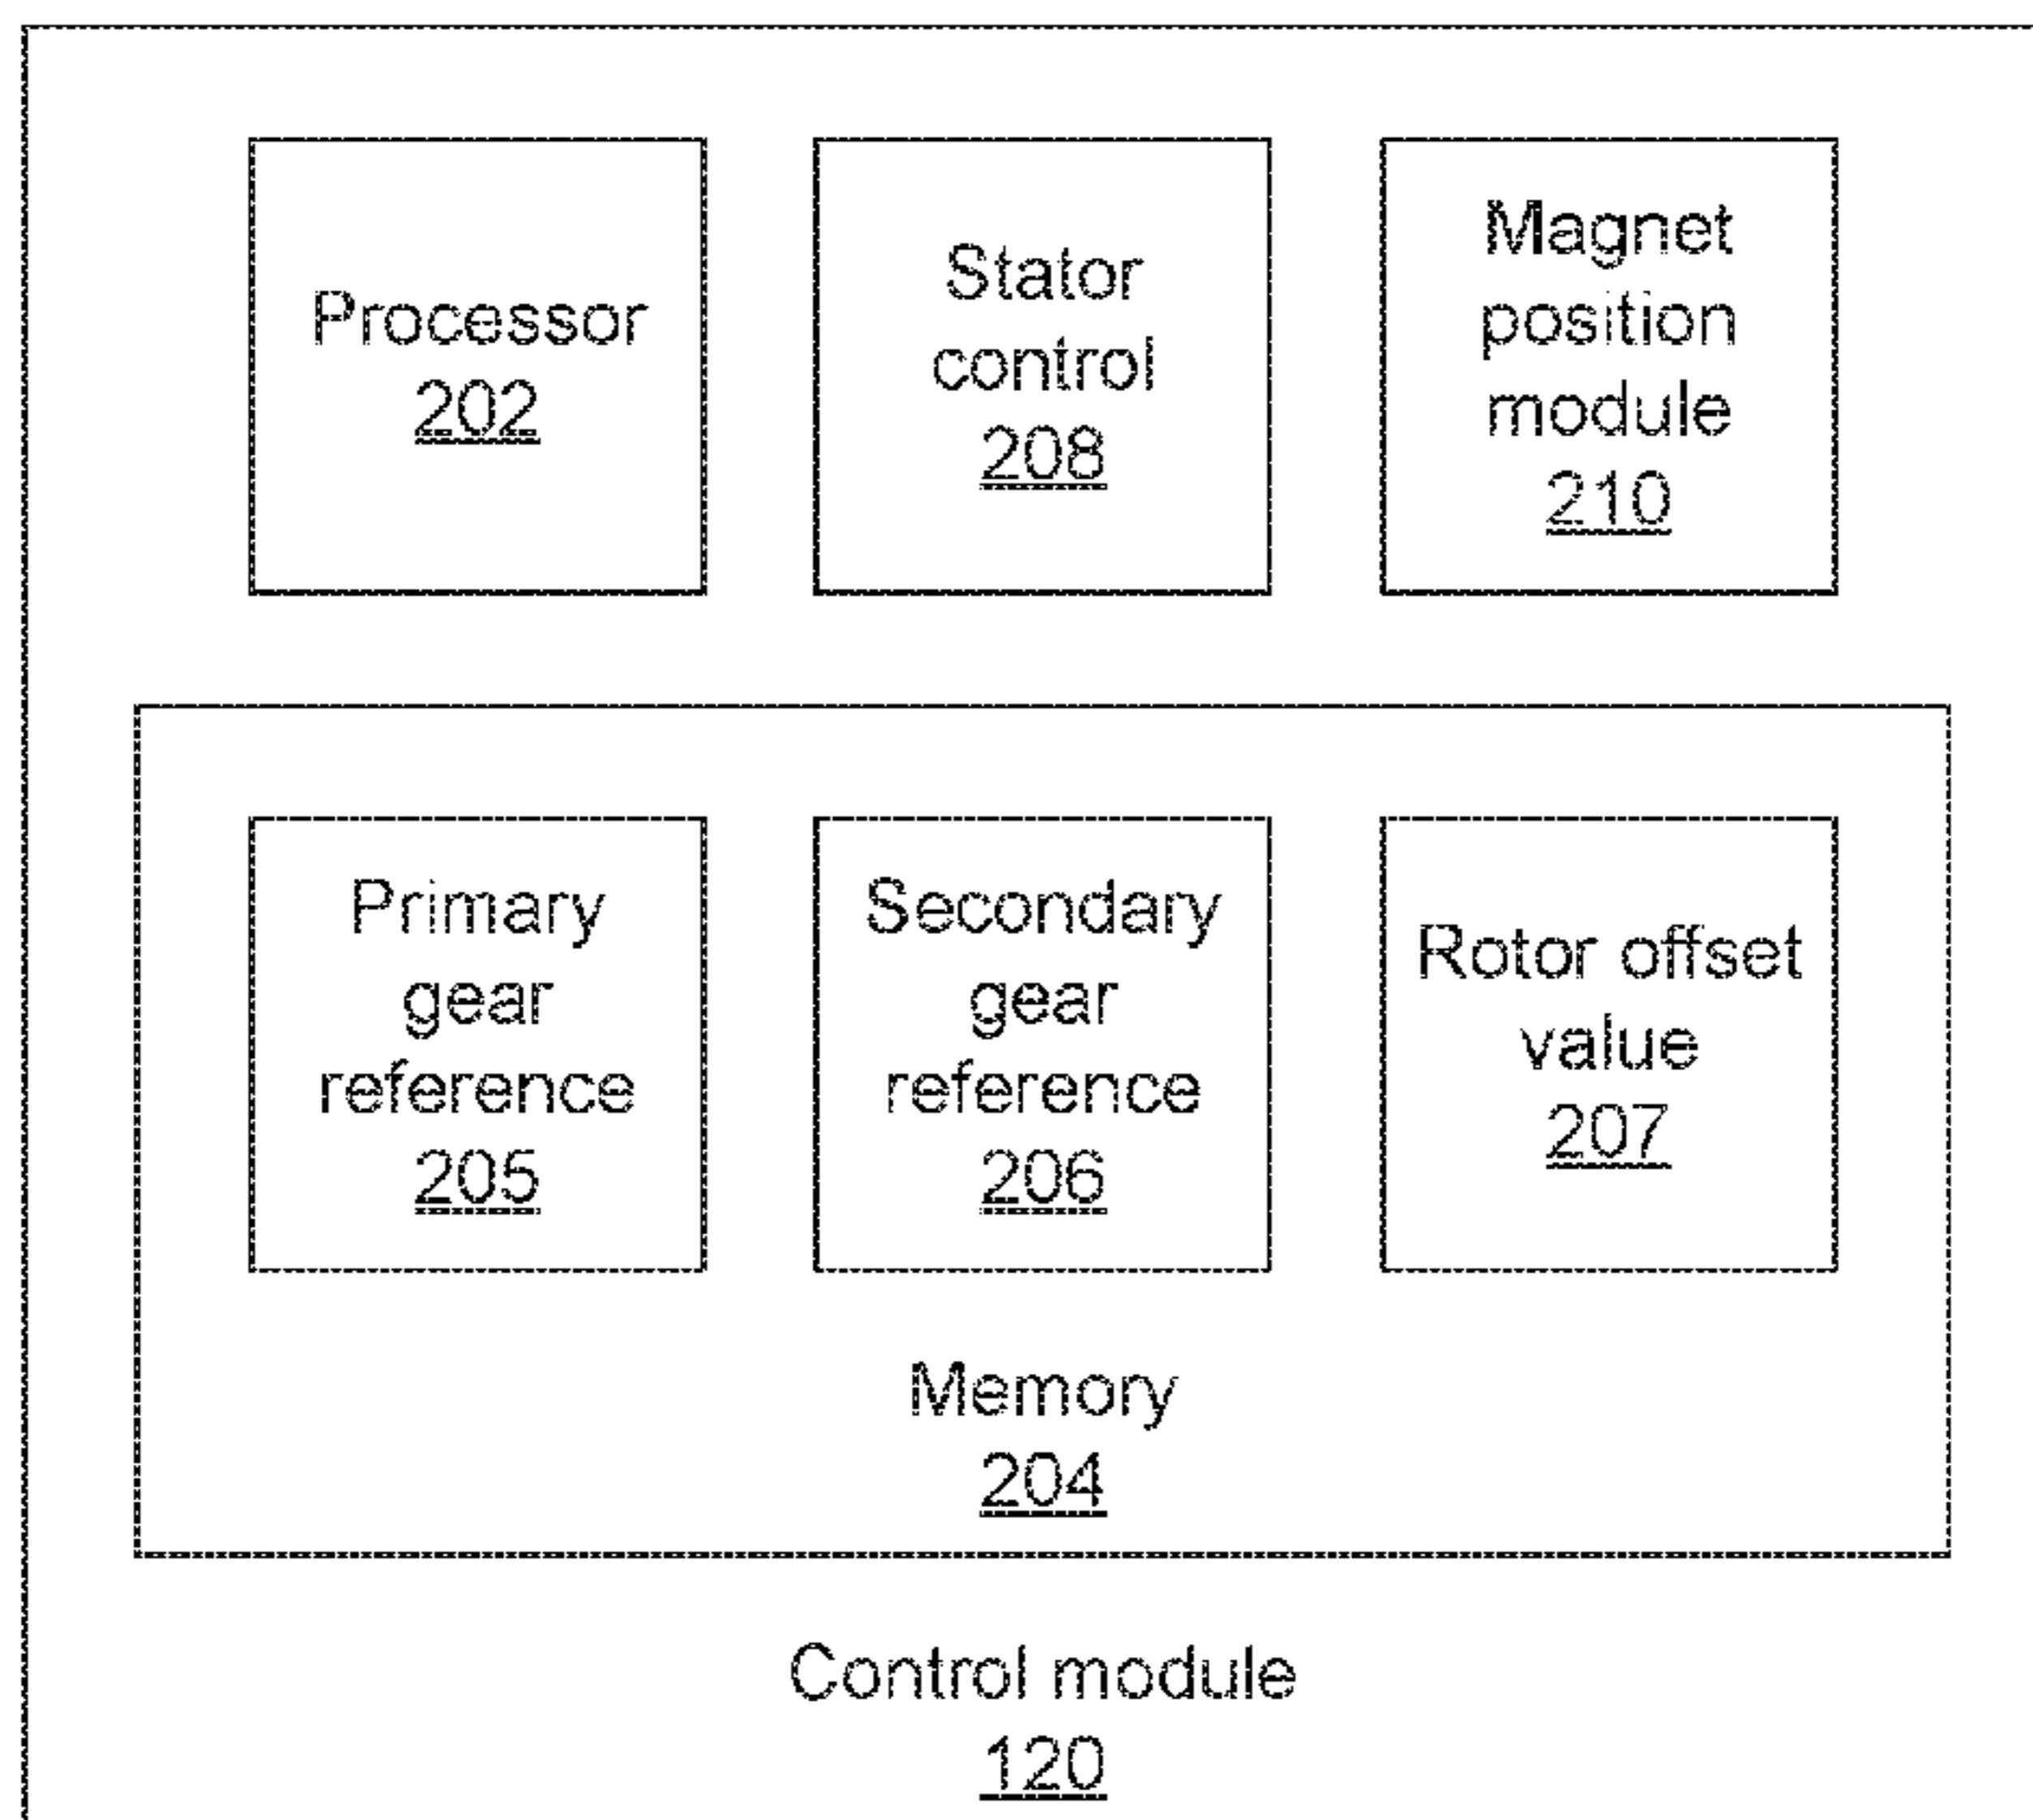 Processor
202
Stator
control
208
Magnet
position
module
210
Primary
gear
reference
205
Secondary
gear
reference
206
Rotor offset
value
207
Memory
204
Control module
120